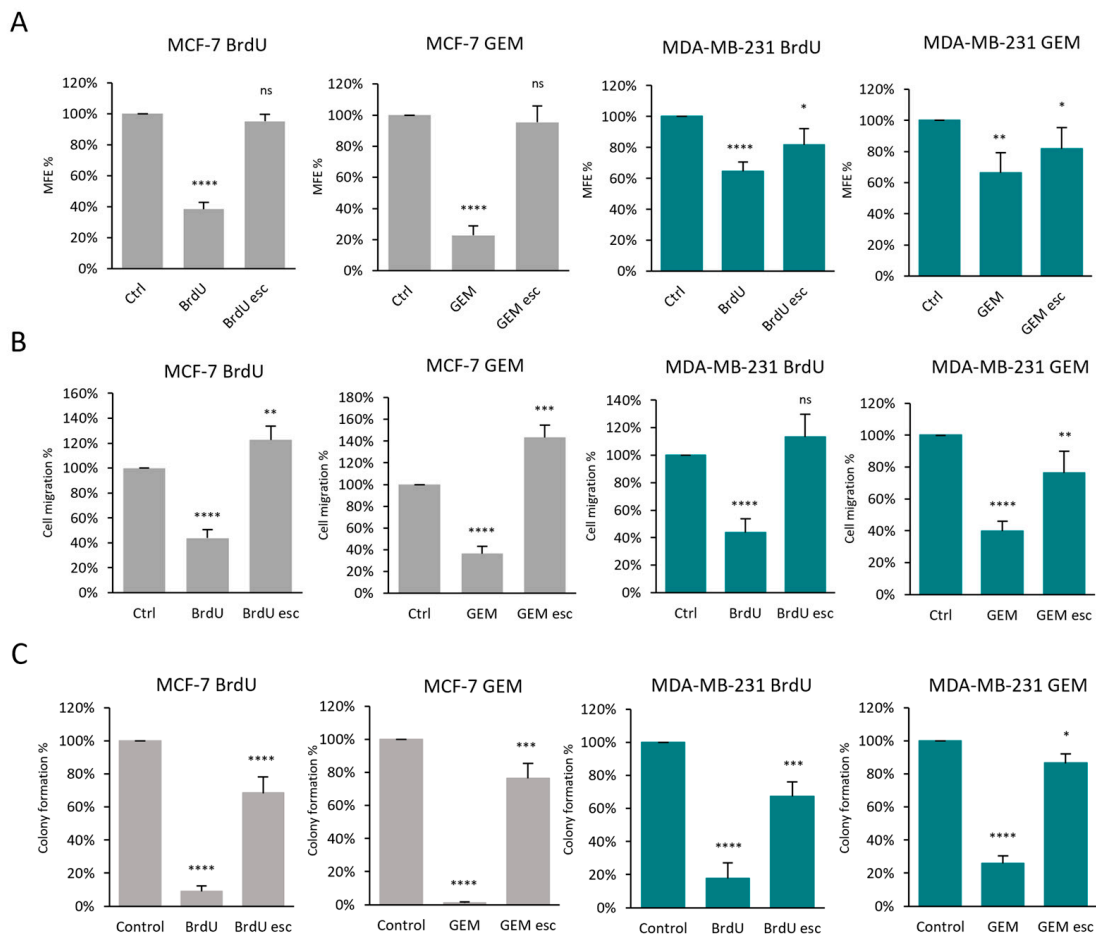 A
MCF-7 BrdU
MFE %
120%
100%
80%
60%
40%
20%
0%
****
ns
Ctrl
BrdU
BrdU esc
MCF-7 GEM
MFE %
120%
100%
80%
60%
40%
20%
0%
****
ns
Ctrl
GEM
GEM esc
MDA-MB-231 BrdU
MFE %
120%
100%
80%
60%
40%
20%
0%
****
*
Ctrl
BrdU
BrdU esc
MDA-MB-231 GEM
MFE %
120%
100%
80%
60%
40%
20%
0%
**
*
Ctrl
GEM
GEM esc
B
MCF-7 BrdU
Cell migration %
160%
140%
120%
100%
80%
60%
40%
20%
0%
****
**
Ctrl BrdU BrdU esc
MCF-7 GEM
Cell migration %
180%
160%
140%
120%
100%
80%
60%
40%
20%
0%
****
***
Ctrl GEM GEM esc
MDA-MB-231 BrdU
Cell migration %
140%
120%
100%
80%
60%
40%
20%
0%
****
ns
Ctrl BrdU BrdU esc
MDA-MB-231 GEM
Cell migration %
120%
100%
80%
60%
40%
20%
0%
****
**
Ctrl GEM GEM esc
C
MCF-7 BrdU
Colony formation %
120%
100%
80%
60%
40%
20%
0%
****
****
Control BrdU BrdU esc
MCF-7 GEM
Colony formation %
120%
100%
80%
60%
40%
20%
0%
****
***
Control GEM GEM esc
MDA-MB-231 BrdU
Colony formation %
120%
100%
80%
60%
40%
20%
0%
****
***
Control BrdU BrdU esc
MDA-MB-231 GEM
Colony formation %
120%
100%
80%
60%
40%
20%
0%
****
*
Control GEM GEM esc